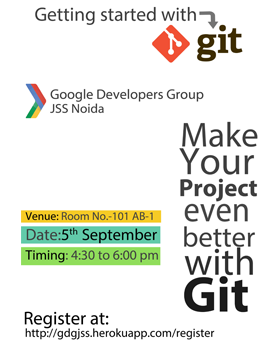 Getting started with
git
Google Developers Group
JSS Noida
Make
Your
Project
even
better
with
Git
Venue: Room No.-101 AB-1
Date:5th September
Timing: 4:30 to 6:00 pm
Register at:
http://gdgjss.herokuapp.com/register